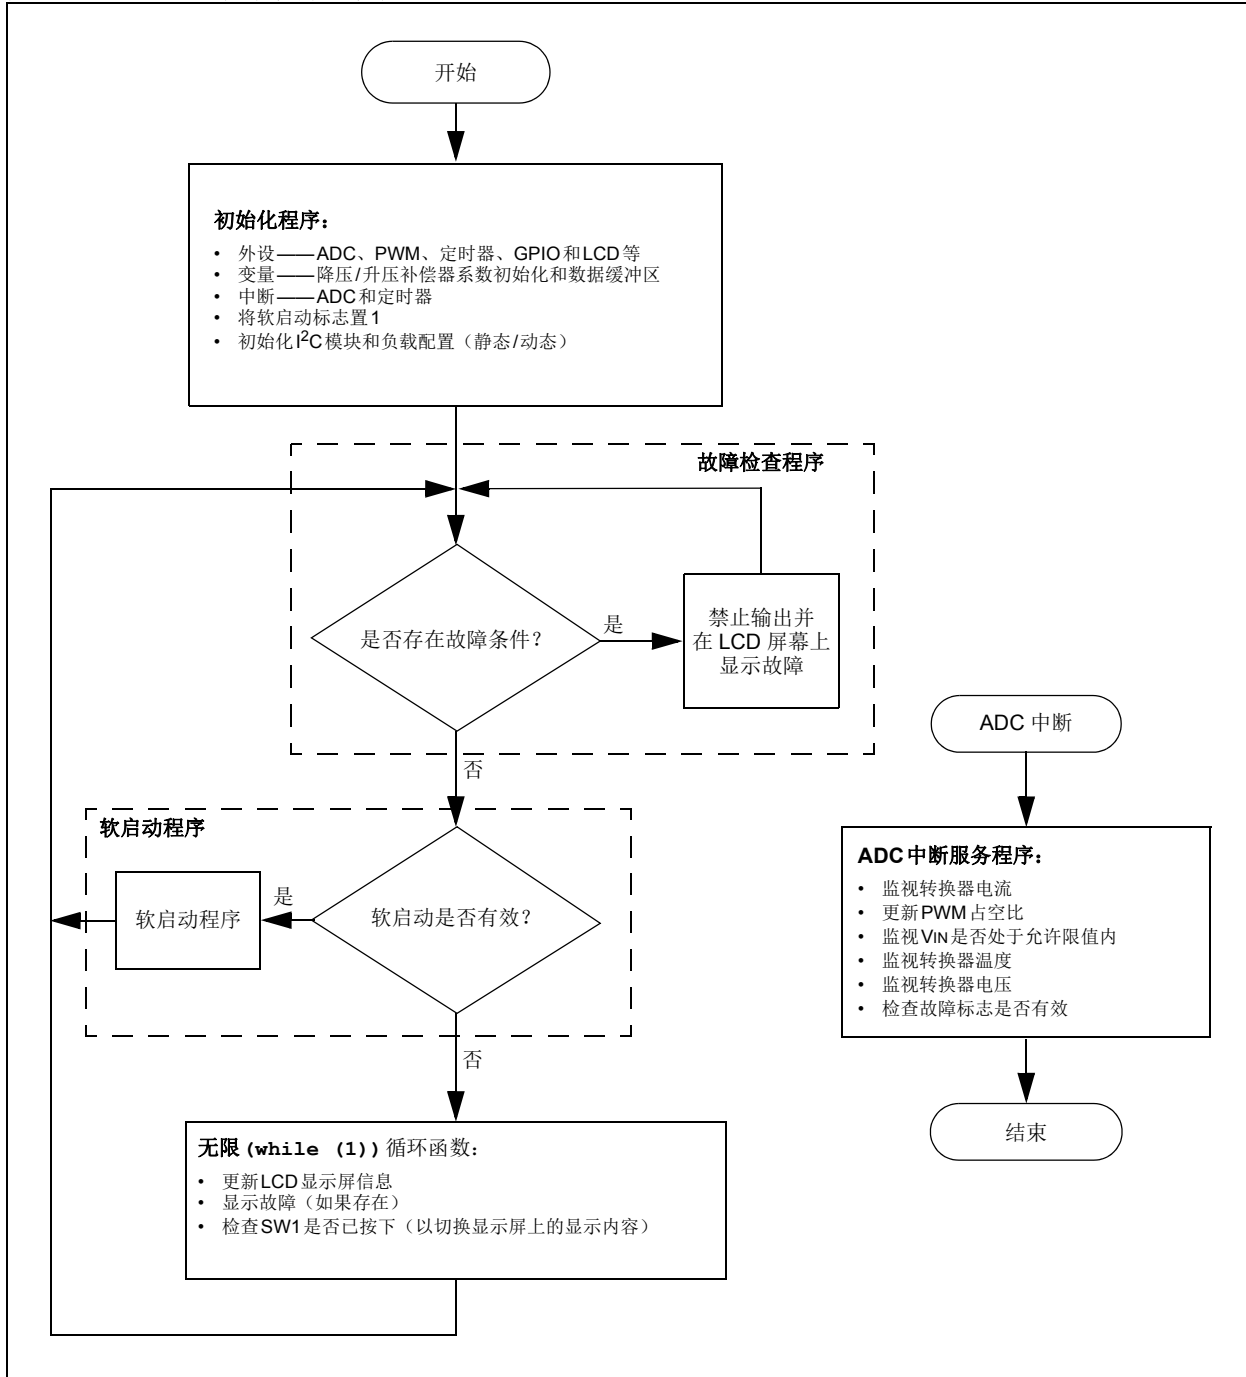 开始
初始化程序：
• 外设——ADC、PWM、定时器、GPIO和LCD等
• 变量——降压/升压补偿器系数初始化和数据缓冲区
• 中断——ADC和定时器
• 将软启动标志置1
• 初始化I²C模块和负载配置（静态/动态）
故障检查程序
是否存在故障条件？
是
禁止输出并
在 LCD 屏幕上
显示故障
否
软启动程序
软启动是否有效？
是
软启动程序
否
无限(while (1))循环函数：
• 更新LCD显示屏信息
• 显示故障（如果存在）
• 检查SW1是否已按下（以切换显示屏上的显示内容）
ADC 中断
ADC中断服务程序：
• 监视转换器电流
• 更新PWM占空比
• 监视VIN是否处于允许限值内
• 监视转换器温度
• 监视转换器电压
• 检查故障标志是否有效
结束